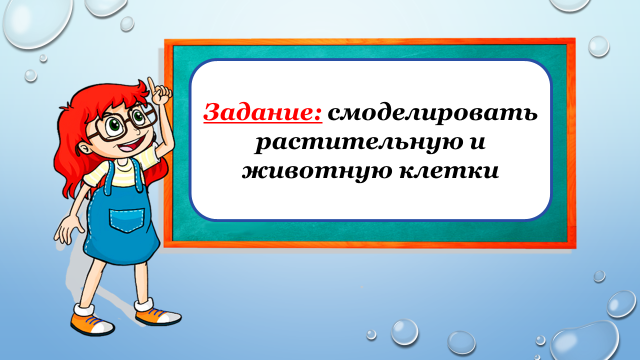 Задание: смоделировать
растительную и
животную клетки